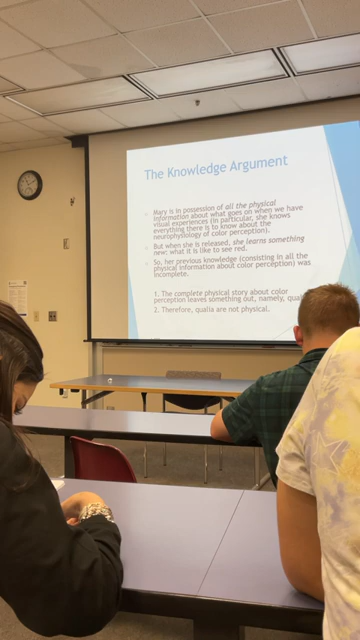 The Knowledge Argument
Mary is in possession of all the physical
information about what goes on when we have
visual experiences (in particular, she knows
everything there is to know about the
neurophysiology of color perception).
But when she is released, she learns something
new: what it is like to see red.
So, her previous knowledge (consisting in all the
physical information about color perception) was
incomplete.
1. The complete physical story about color
perception leaves something out, namely, qual
2. Therefore, qualia are not physical.